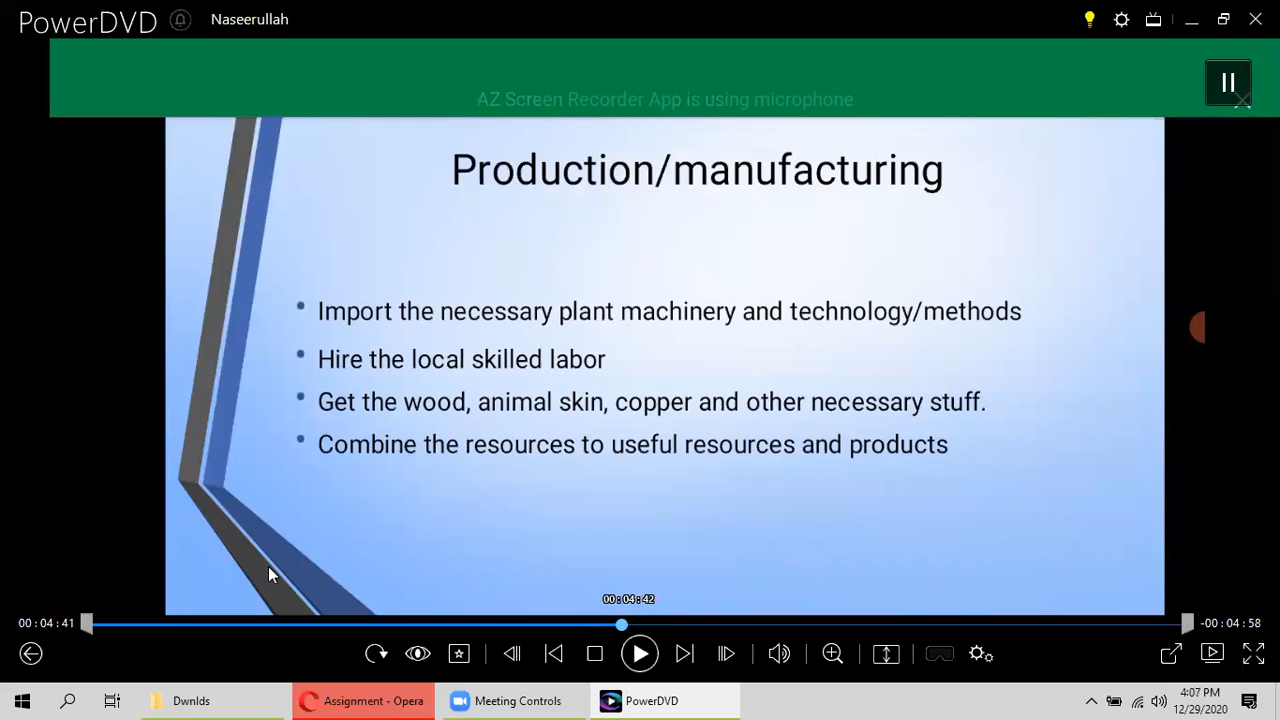 PowerDVD
Naseerullah
AZ Screen Recorder App is using microphone
Production/manufacturing
Import the necessary plant machinery and technology/methods
Hire the local skilled labor
Get the wood, animal skin, copper and other necessary stuff.
Combine the resources to useful resources and products
00:04:42
00:04:41
-00:04:58
Dwnlds
Assignment - Opera
Meeting Controls
PowerDVD
4:07 PM
12/29/2020